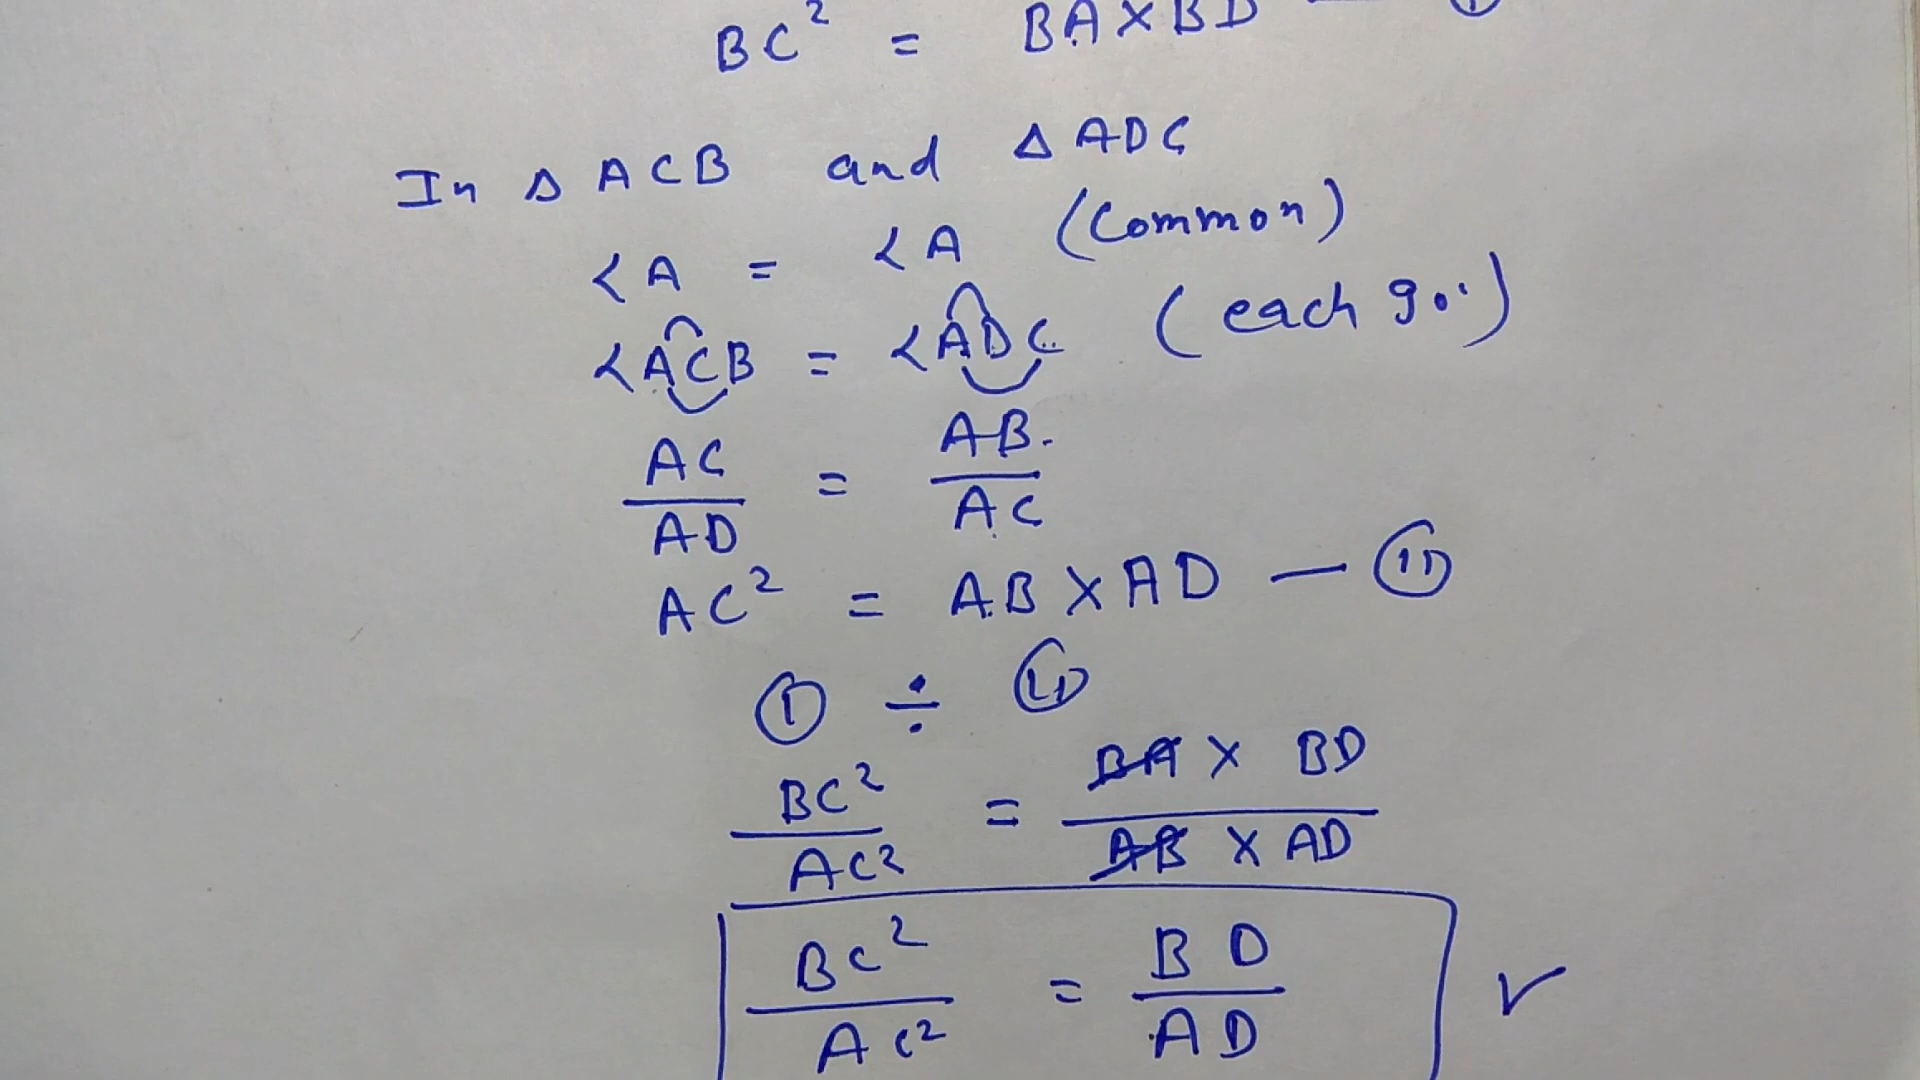 BC² = BA×BD — ①
In Δ ACB and Δ ADC
∠A = ∠A (Common)
∠ACB = ∠ADC (each 90°)
AC/AD = AB/AC
AC² = AB × AD — ⑪
① ÷ ⑪
BC²/AC² = BA × BD/AB × AD
BC²/AC² = BD/AD ✓